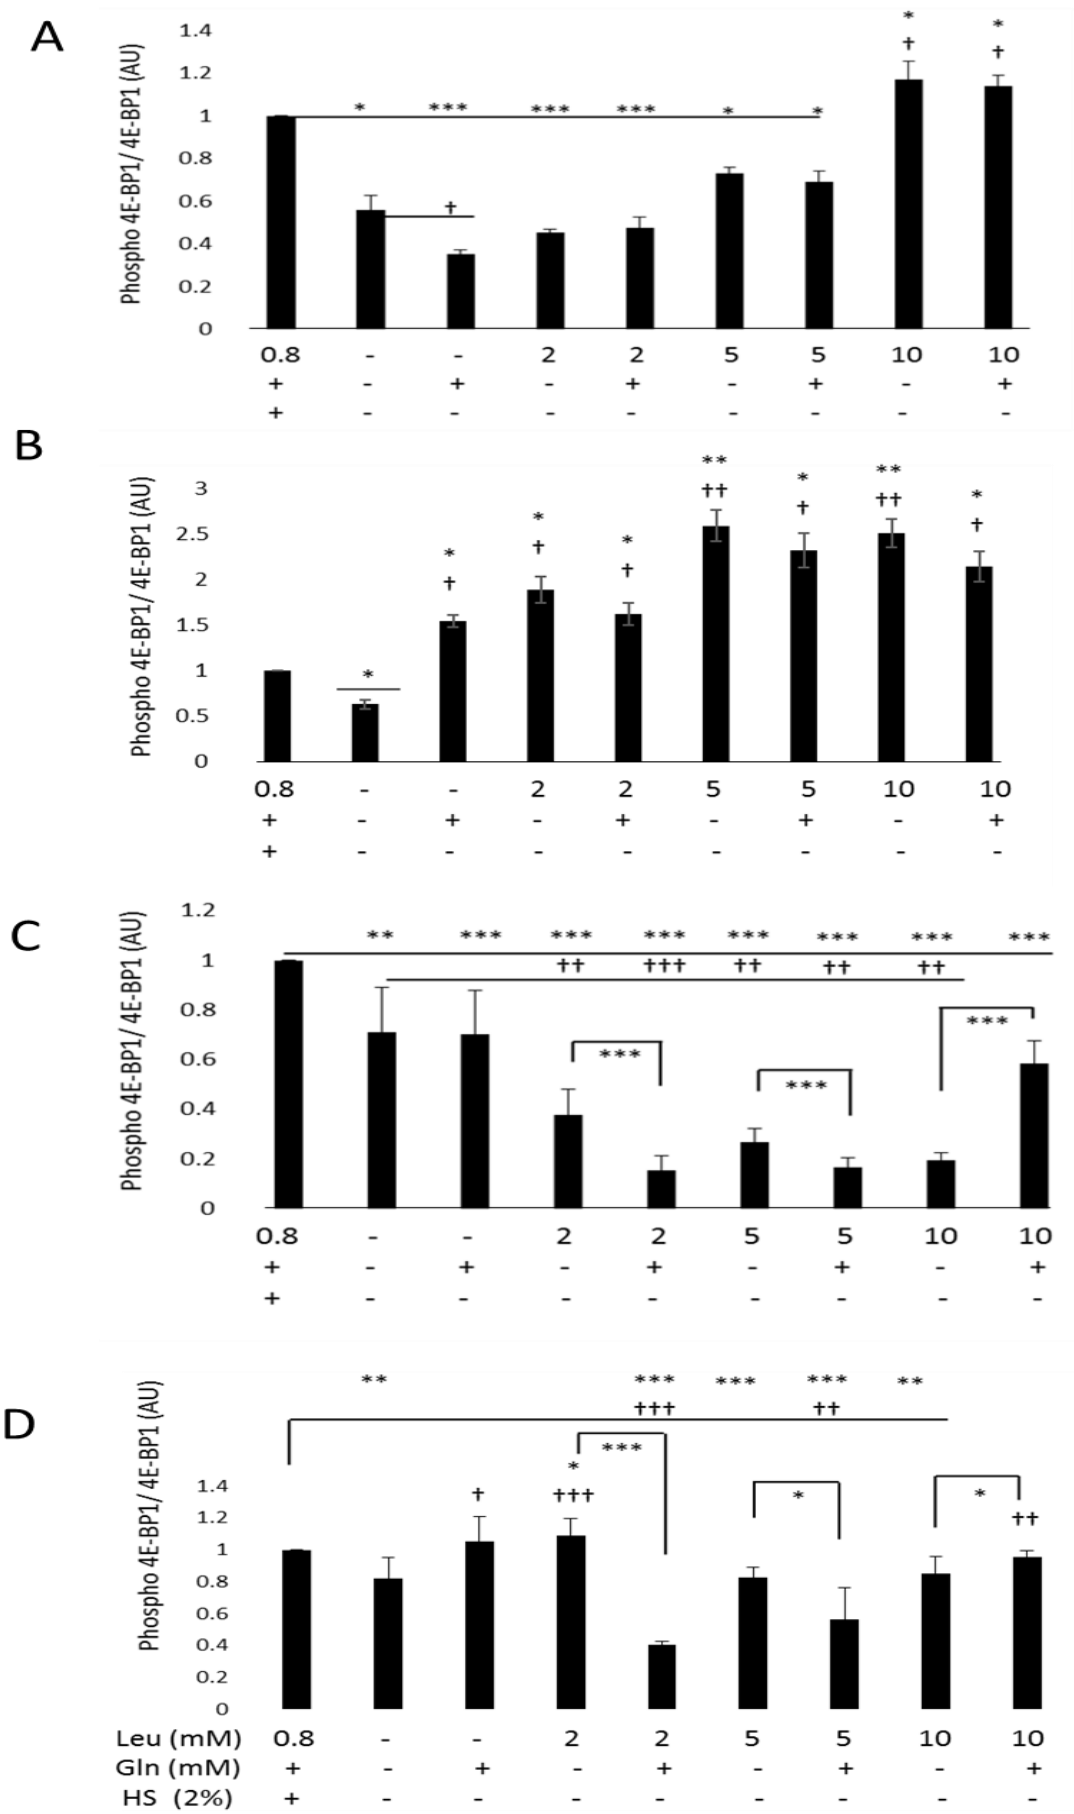 A
Phospho 4E-BP1/ 4E-BP1 (AU)
* *
† †
1.4
1.2
* *** *** *** * *
1
0.8
0.6
†
0.4
0.2
0
0.8 - - 2 2 5 5 10 10
+ - + - + - + - +
+ - - - - - - - -
B
Phospho 4E-BP1/ 4E-BP1 (AU)
** * ** *
†† † †† †
* * *
† † †
*
3
2.5
2
1.5
1
0.5
0
0.8 - - 2 2 5 5 10 10
+ - + - + - + - +
+ - - - - - - - -
C
Phospho 4E-BP1/ 4E-BP1 (AU)
1.2
** *** *** *** *** *** *** ***
†† ††† †† †† ††
*** *** ***
1
0.8
0.6
0.4
0.2
0
0.8 - - 2 2 5 5 10 10
+ - + - + - + - +
+ - - - - - - - -
D
Phospho 4E-BP1/ 4E-BP1 (AU)
** *** *** *** **
††† ††
***
*
† ††† * * ††
1.4
1.2
1
0.8
0.6
0.4
0.2
0
Leu (mM) 0.8 - - 2 2 5 5 10 10
Gln (mM) + - + - + - + - +
HS (2%) + - - - - - - - -